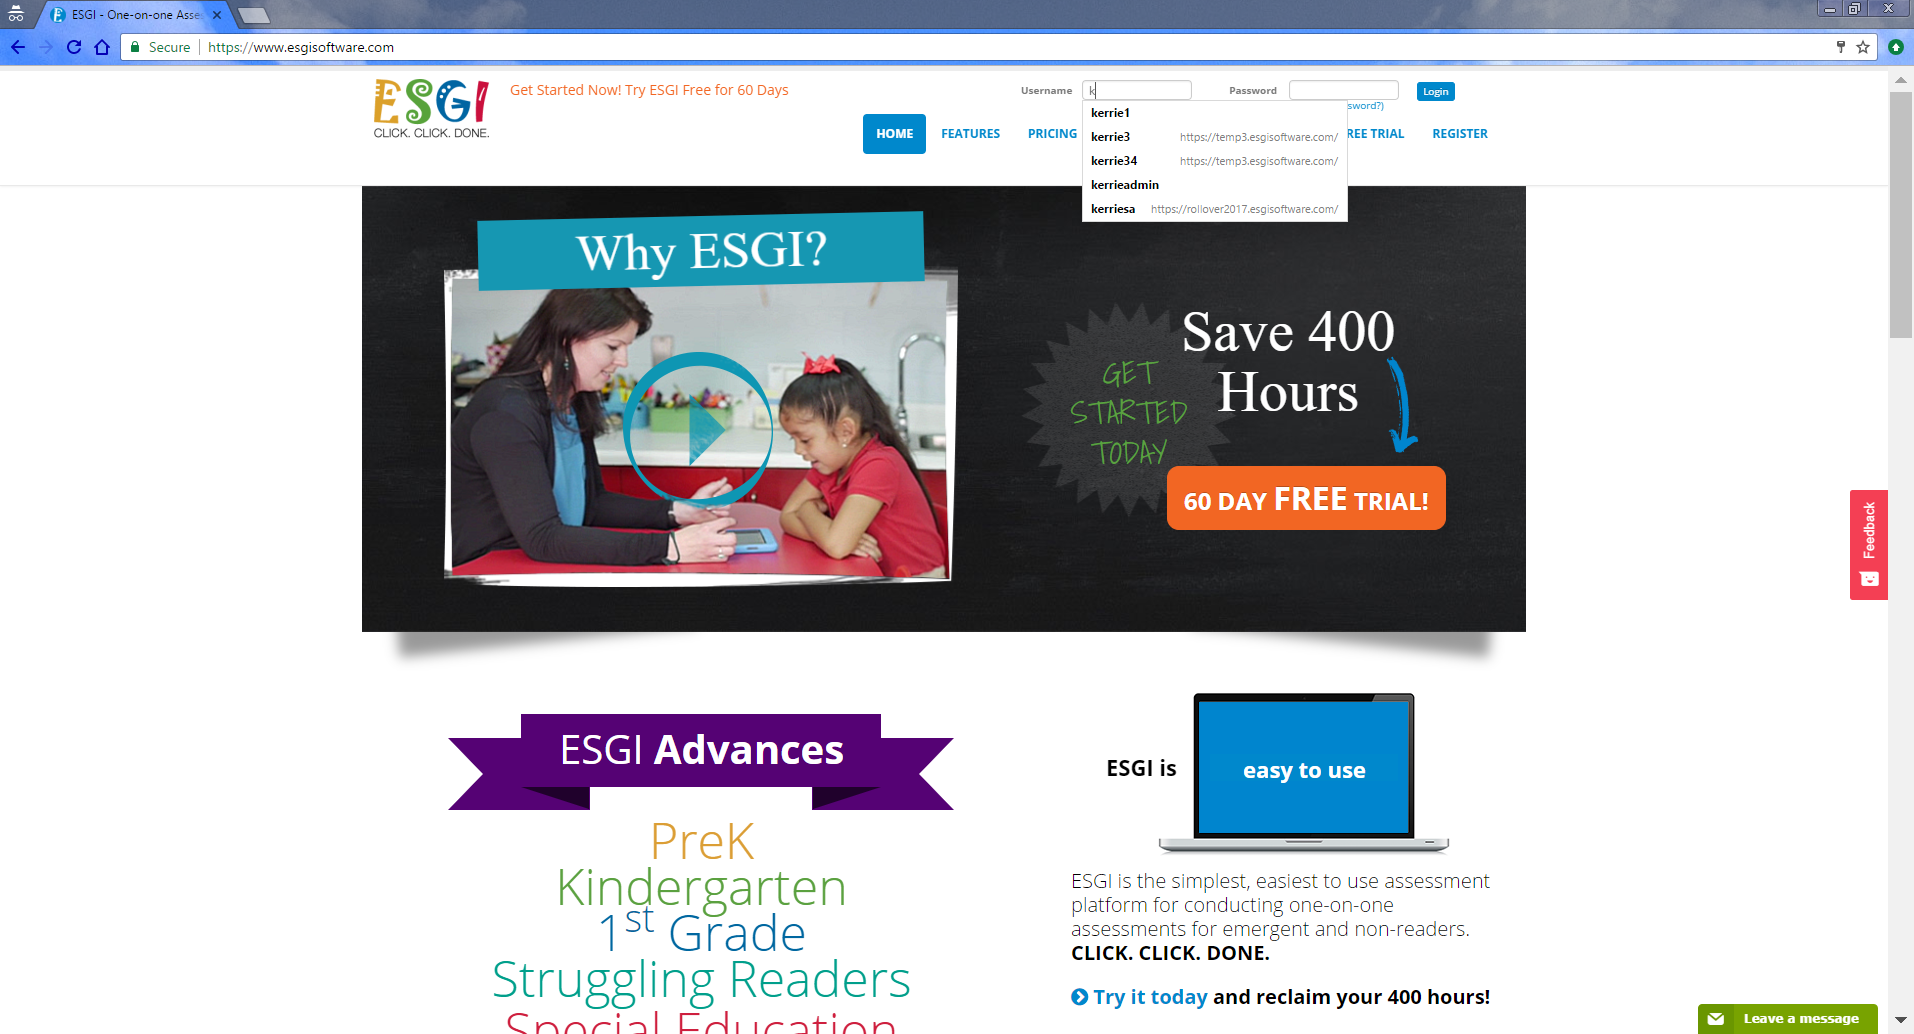 ESGI - One-on-one Asse
Secure
https://www.esgisoftware.com
ESGI
CLICK. CLICK. DONE.
Get Started Now! Try ESGI Free for 60 Days
Username
k
Password
Login
sword?)
HOME
FEATURES
PRICING
REE TRIAL
REGISTER
kerrie1
kerrie3 https://temp3.esgisoftware.com/
kerrie34 https://temp3.esgisoftware.com/
kerrieadmin
kerriesa https://rollover2017.esgisoftware.com/
Why ESGI?
GET
STARTED
TODAY
Save 400
Hours
60 DAY FREE TRIAL!
Feedback
ESGI Advances
PreK
Kindergarten
1st Grade
Struggling Readers
Special Education
ESGI is
easy to use
ESGI is the simplest, easiest to use assessment
platform for conducting one-on-one
assessments for emergent and non-readers.
CLICK. CLICK. DONE.
Try it today and reclaim your 400 hours!
Leave a message